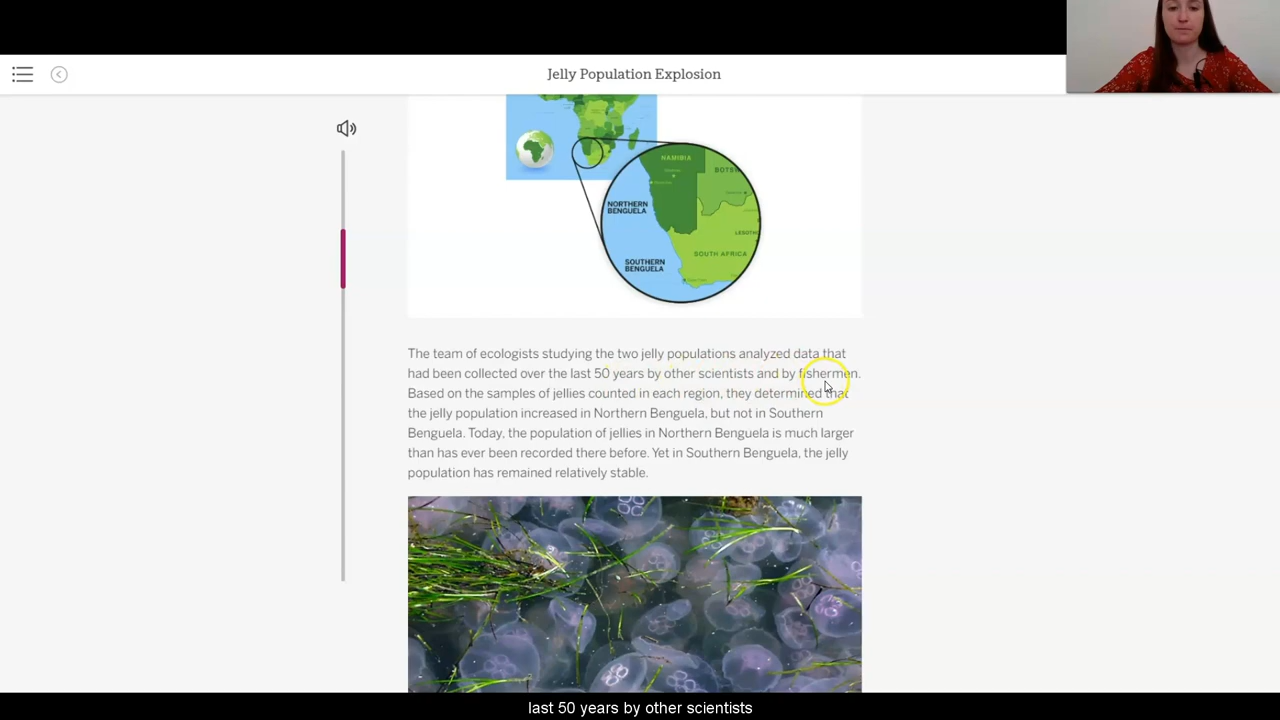 Jelly Population Explosion
NAMIBIA
NORTHERN
BENGUELA
SOUTH AFRICA
SOUTHERN
BENGUELA
The team of ecologists studying the two jelly populations analyzed data that
had been collected over the last 50 years by other scientists and by fishermen.
Based on the samples of jellies counted in each region, they determined that
the jelly population increased in Northern Benguela, but not in Southern
Benguela. Today, the population of jellies in Northern Benguela is much larger
than has ever been recorded there before. Yet in Southern Benguela, the jelly
population has remained relatively stable.
last 50 years by other scientists